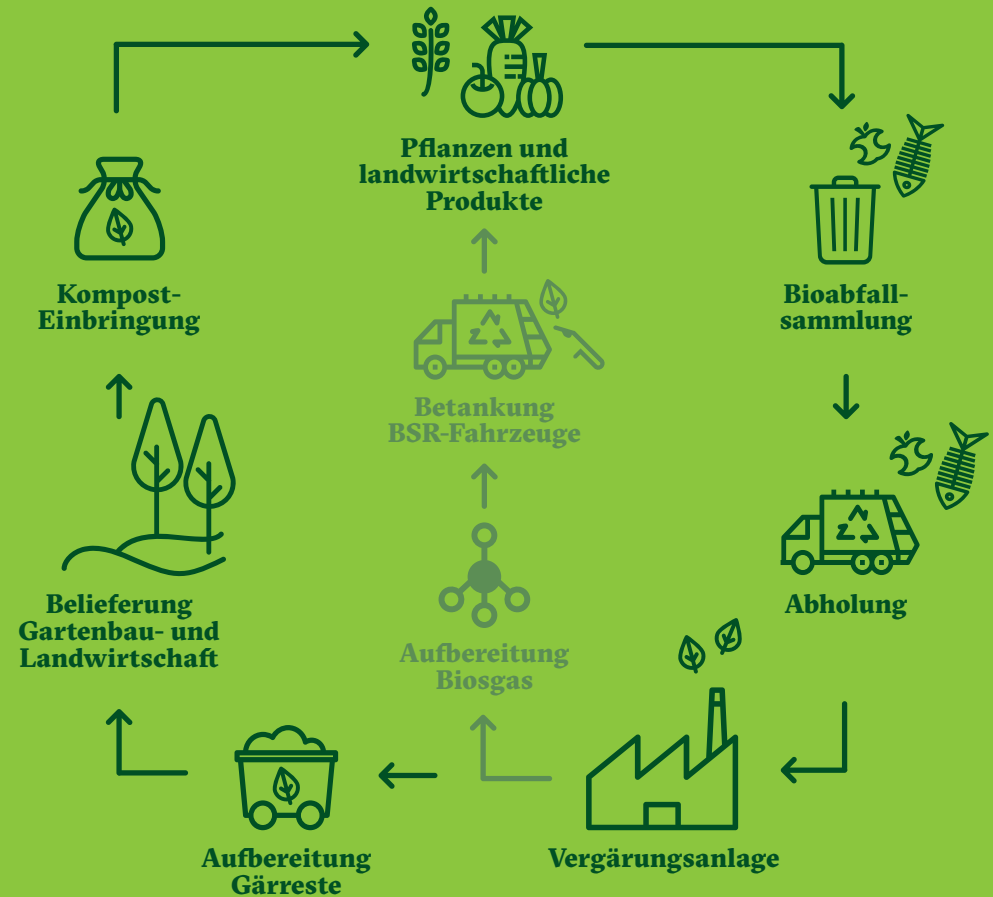 Pflanzen und
landwirtschaftliche
Produkte
Kompost-
Einbringung
Bioabfall-
sammlung
Betankung
BSR-Fahrzeuge
Belieferung
Gartenbau- und
Landwirtschaft
Abholung
Aufbereitung
Biosgas
Aufbereitung
Gärreste
Vergärungsanlage